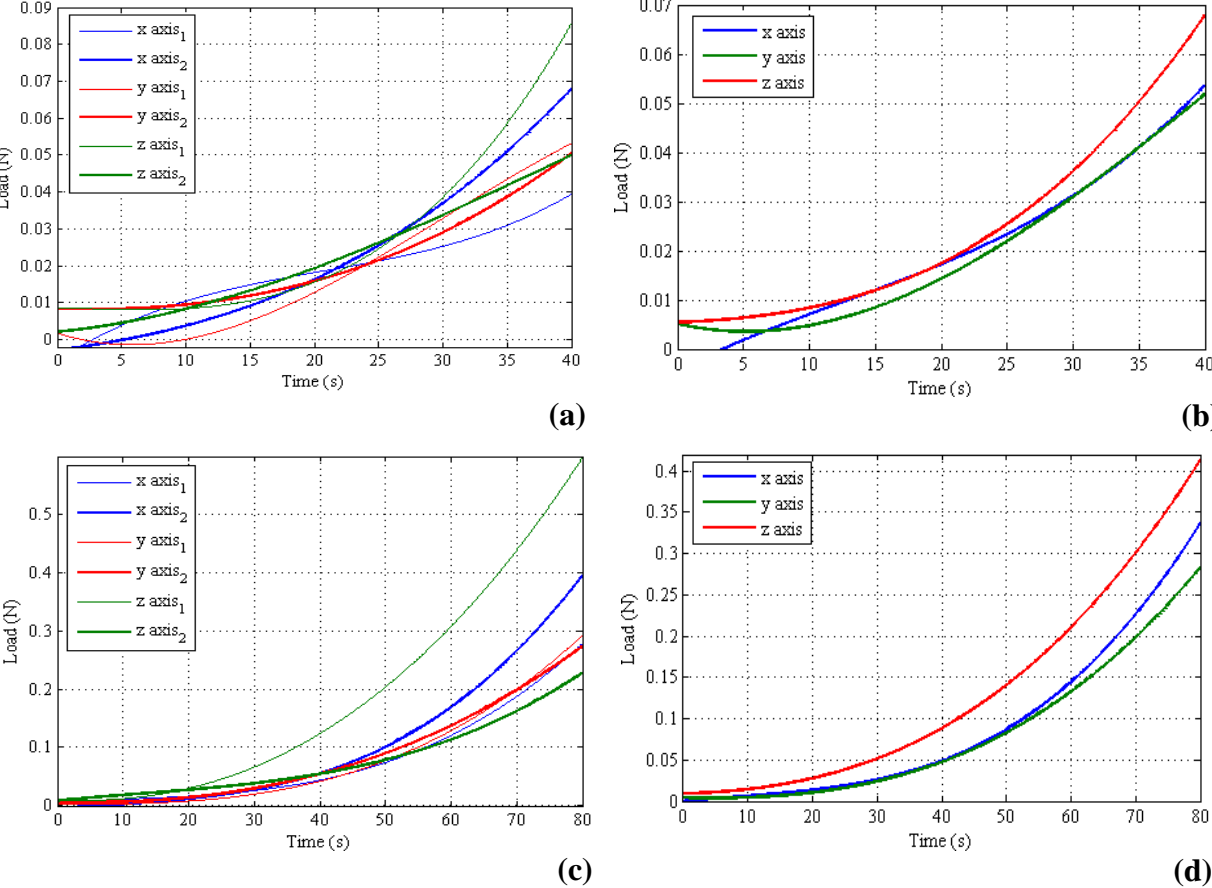 0.09
0.08
0.07
0.06
0.05
0.04
0.03
0.02
0.01
0
Load (N)
x axis1
x axis2
y axis1
y axis2
z axis1
z axis2
0 5 10 15 20 25 30 35 40
Time (s)
(a)
0.07
0.06
0.05
0.04
0.03
0.02
0.01
0
Load (N)
x axis
y axis
z axis
0 5 10 15 20 25 30 35 40
Time (s)
(b)
0.5
0.4
0.3
0.2
0.1
0
Load (N)
x axis1
x axis2
y axis1
y axis2
z axis1
z axis2
0 10 20 30 40 50 60 70 80
Time (s)
(c)
0.4
0.35
0.3
0.25
0.2
0.15
0.1
0.05
0
Load (N)
x axis
y axis
z axis
0 10 20 30 40 50 60 70 80
Time (s)
(d)